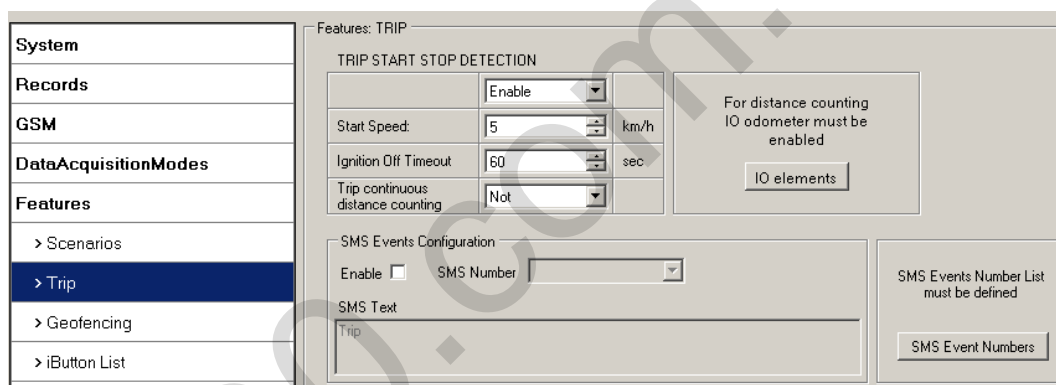 System
Records
GSM
DataAcquisitionModes
Features
> Scenarios
> Trip
> Geofencing
> iButton List
Features: TRIP
TRIP START STOP DETECTION
Enable
Start Speed: 5 km/h
Ignition Off Timeout 60 sec
Trip continuous
distance counting Not
For distance counting
IO odometer must be
enabled
IO elements
SMS Events Configuration
Enable SMS Number
SMS Text
Trip
SMS Events Number List
must be defined
SMS Event Numbers